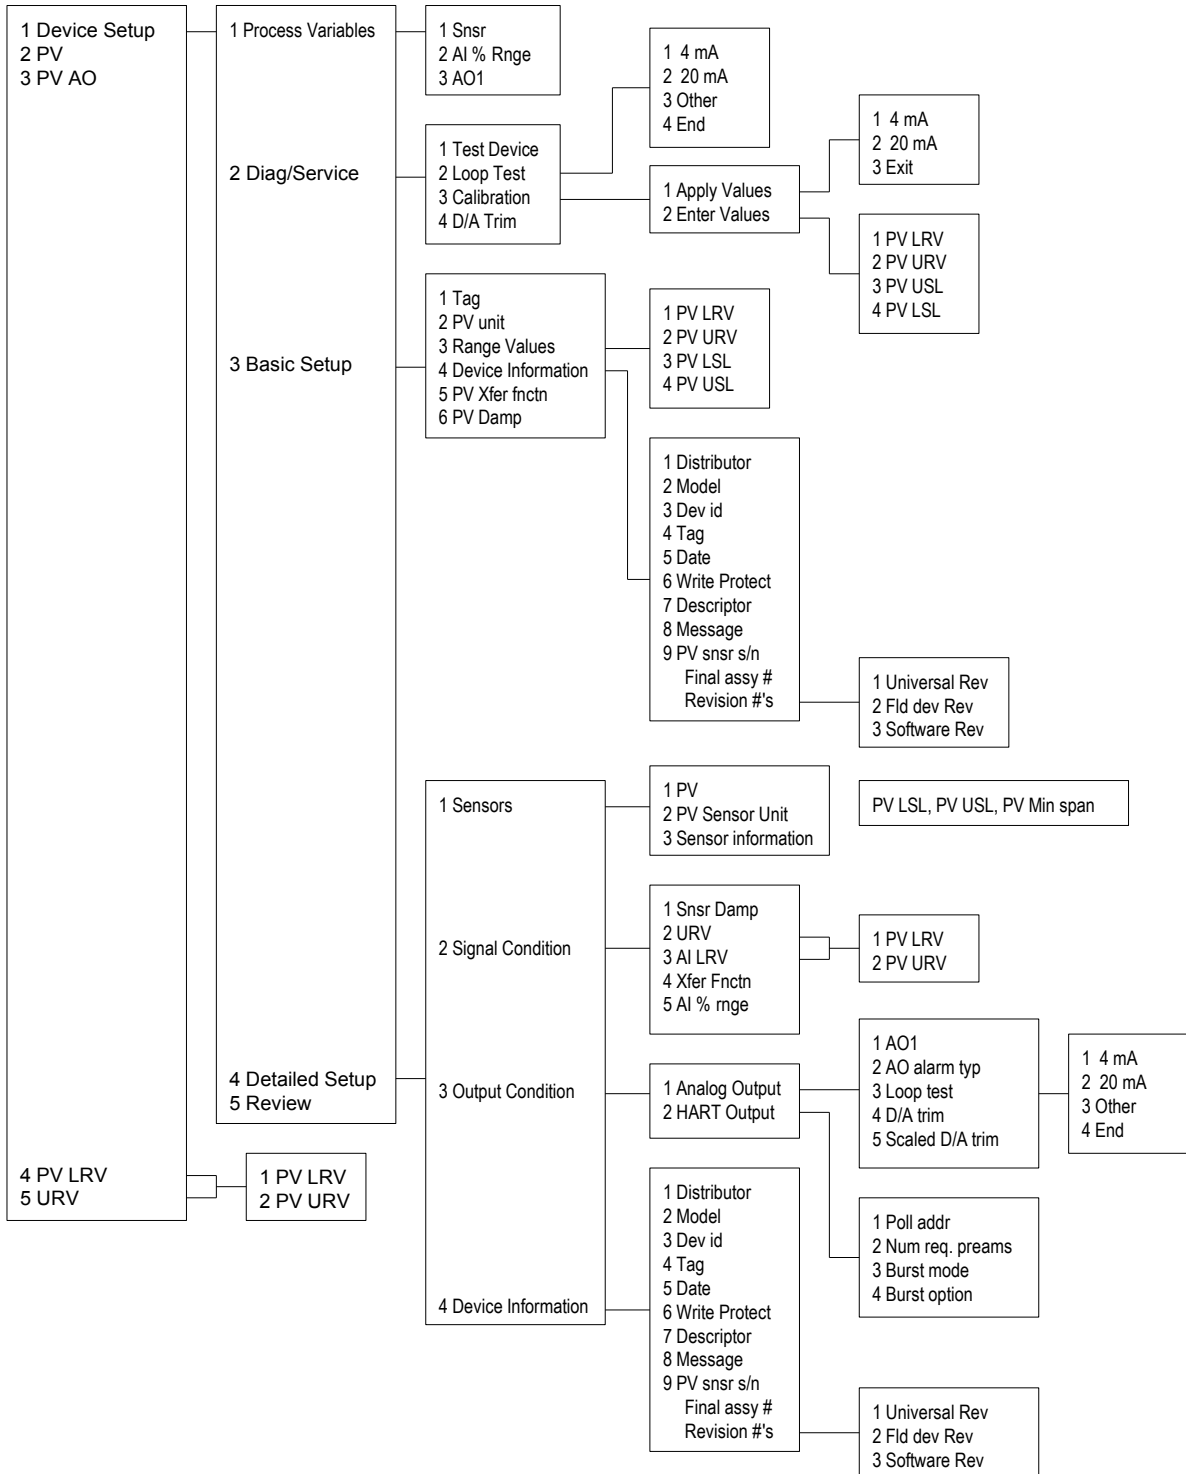 1 Device Setup
2 PV
3 PV AO
4 PV LRV
5 URV
1 PV LRV
2 PV URV
1 Process Variables
2 Diag/Service
3 Basic Setup
4 Detailed Setup
5 Review
1 Snsr
2 AI % Rnge
3 AO1
1 Test Device
2 Loop Test
3 Calibration
4 D/A Trim
1 4 mA
2 20 mA
3 Other
4 End
1 Apply Values
2 Enter Values
1 4 mA
2 20 mA
3 Exit
1 PV LRV
2 PV URV
3 PV USL
4 PV LSL
1 Tag
2 PV unit
3 Range Values
4 Device Information
5 PV Xfer fnctn
6 PV Damp
1 PV LRV
2 PV URV
3 PV LSL
4 PV USL
1 Distributor
2 Model
3 Dev id
4 Tag
5 Date
6 Write Protect
7 Descriptor
8 Message
9 PV snsr s/n
Final assy #
Revision #'s
1 Universal Rev
2 Fld dev Rev
3 Software Rev
1 Sensors
2 Signal Condition
3 Output Condition
4 Device Information
1 PV
2 PV Sensor Unit
3 Sensor information
PV LSL, PV USL, PV Min span
1 Snsr Damp
2 URV
3 AI LRV
4 Xfer Fnctn
5 AI % rnge
1 PV LRV
2 PV URV
1 Analog Output
2 HART Output
1 AO1
2 AO alarm typ
3 Loop test
4 D/A trim
5 Scaled D/A trim
1 4 mA
2 20 mA
3 Other
4 End
1 Poll addr
2 Num req. preams
3 Burst mode
4 Burst option
1 Distributor
2 Model
3 Dev id
4 Tag
5 Date
6 Write Protect
7 Descriptor
8 Message
9 PV snsr s/n
Final assy #
Revision #'s
1 Universal Rev
2 Fld dev Rev
3 Software Rev